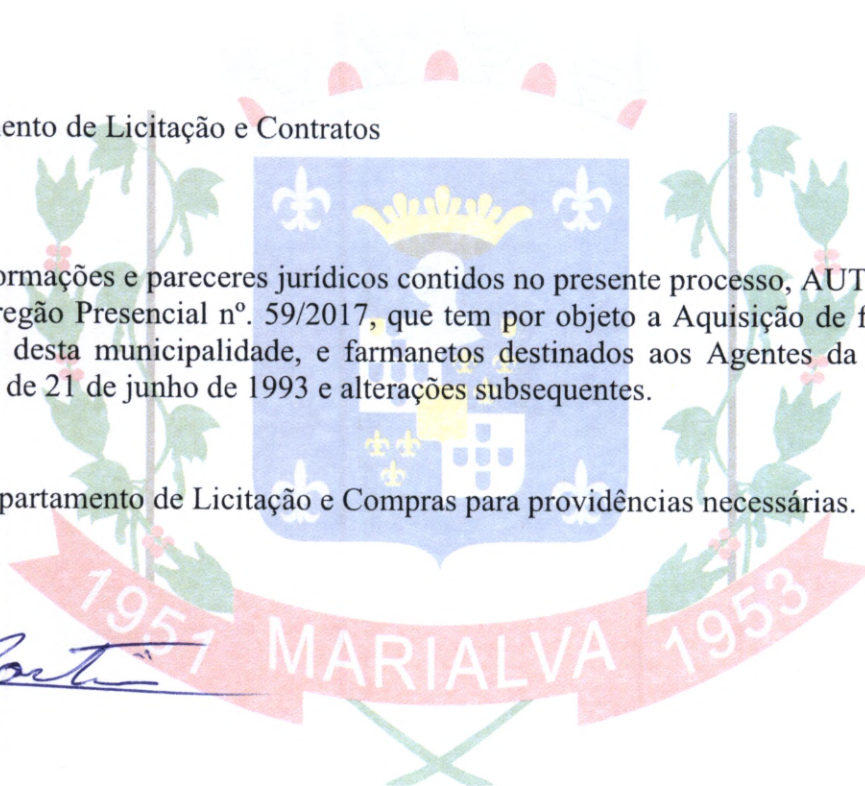 ento de Licitação e Contratos
ormações e pareceres jurídicos contidos no presente processo, AUT
regão Presencial nº. 59/2017, que tem por objeto a Aquisição de f
desta municipalidade, e farmanetos destinados aos Agentes da
de 21 de junho de 1993 e alterações subsequentes.
partamento de Licitação e Compras para providências necessárias.
1951 MARIALVA 1953